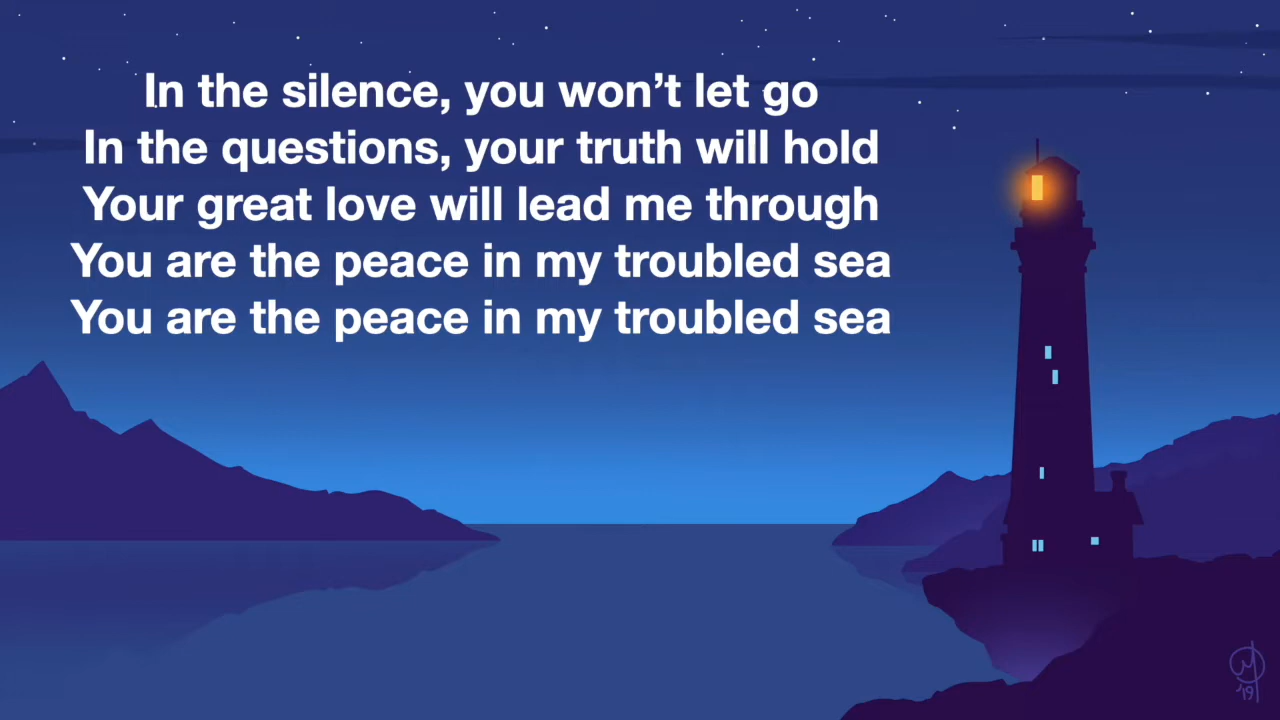 In the silence, you won’t let go
In the questions, your truth will hold
Your great love will lead me through
You are the peace in my troubled sea
You are the peace in my troubled sea
'19